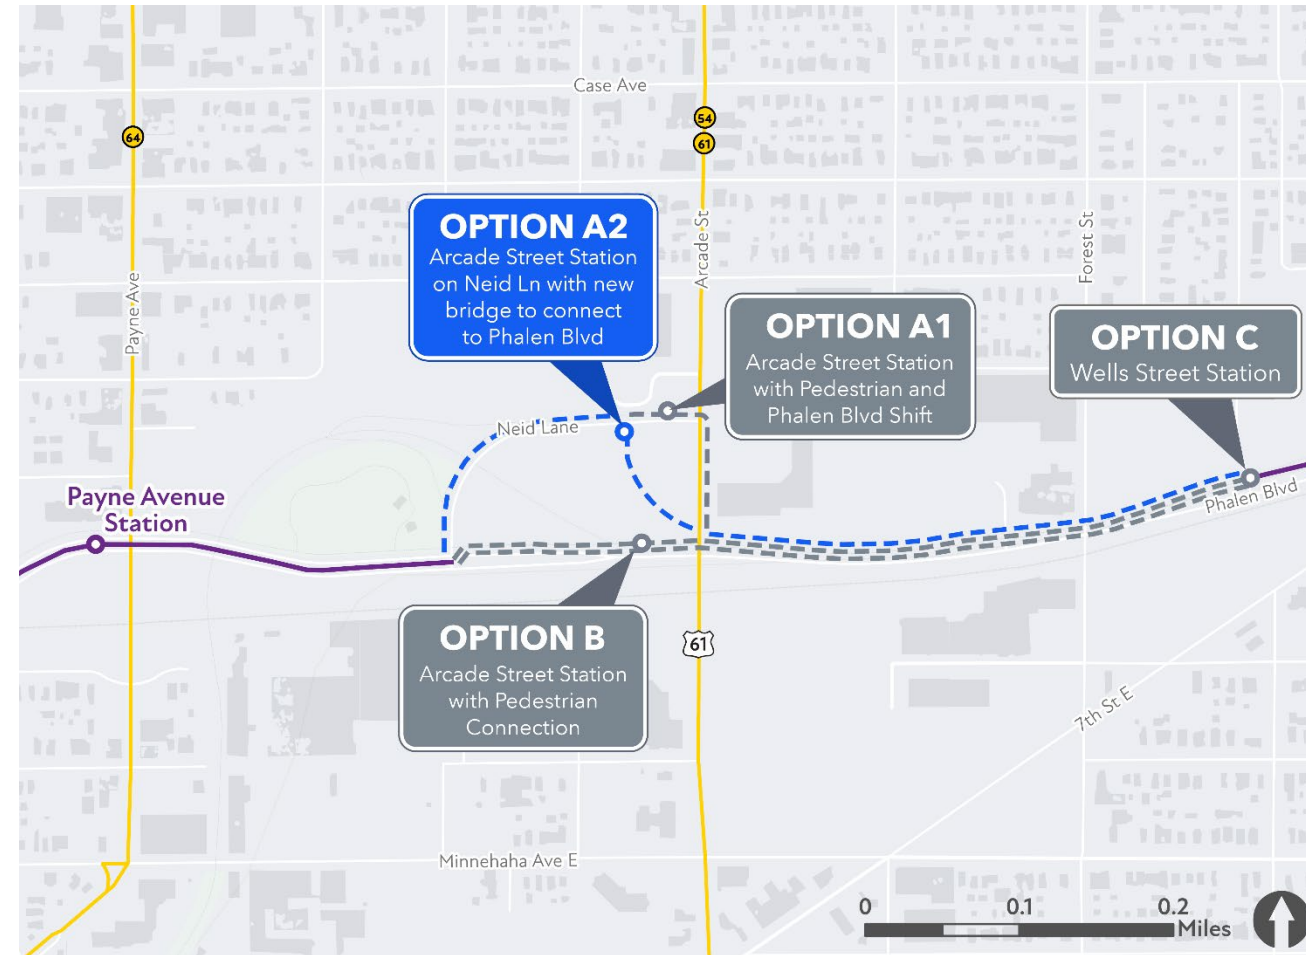 Case Ave
54
61
64
OPTION A2
Arcade Street Station
on Neid Ln with new
bridge to connect
to Phalen Blvd
Arcade St
Forest St
Payne Ave
OPTION A1
Arcade Street Station
with Pedestrian and
Phalen Blvd Shift
OPTION C
Wells Street Station
Neid Lane
Payne Avenue
Station
Phalen Blvd
OPTION B
Arcade Street Station
with Pedestrian
Connection
61
7th St E
Minnehaha Ave E
0 0.1 0.2
Miles